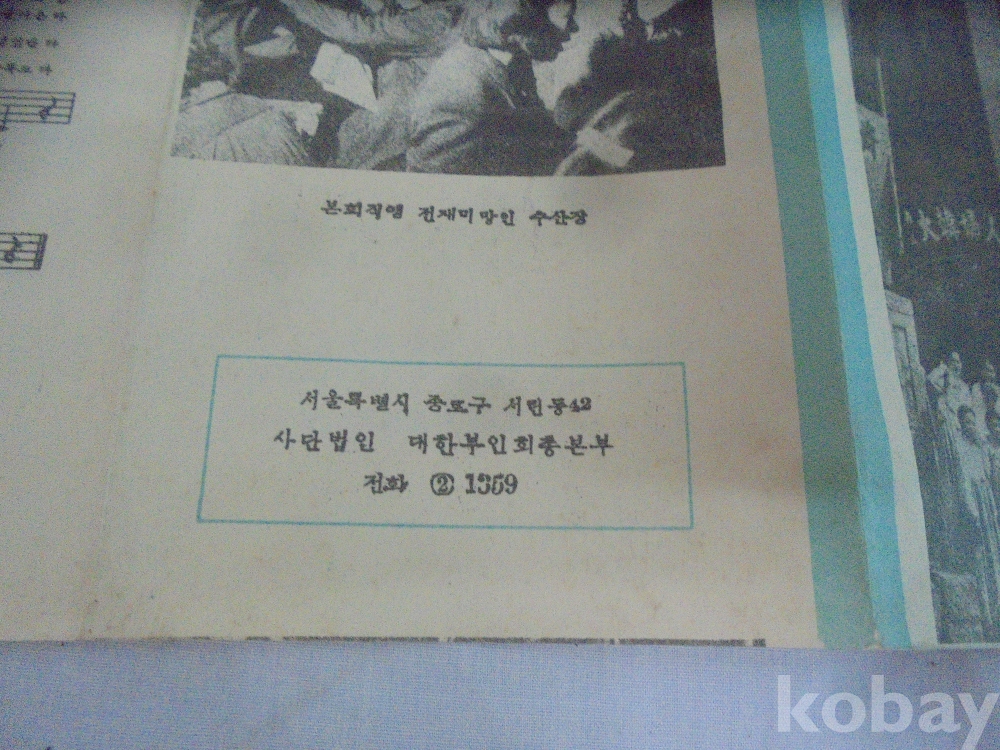 본회직영 전재미망인 수산장
서울특별시 종로구 서린동42
사단법인 대한부인회총본부
전화 ② 1359
kobay